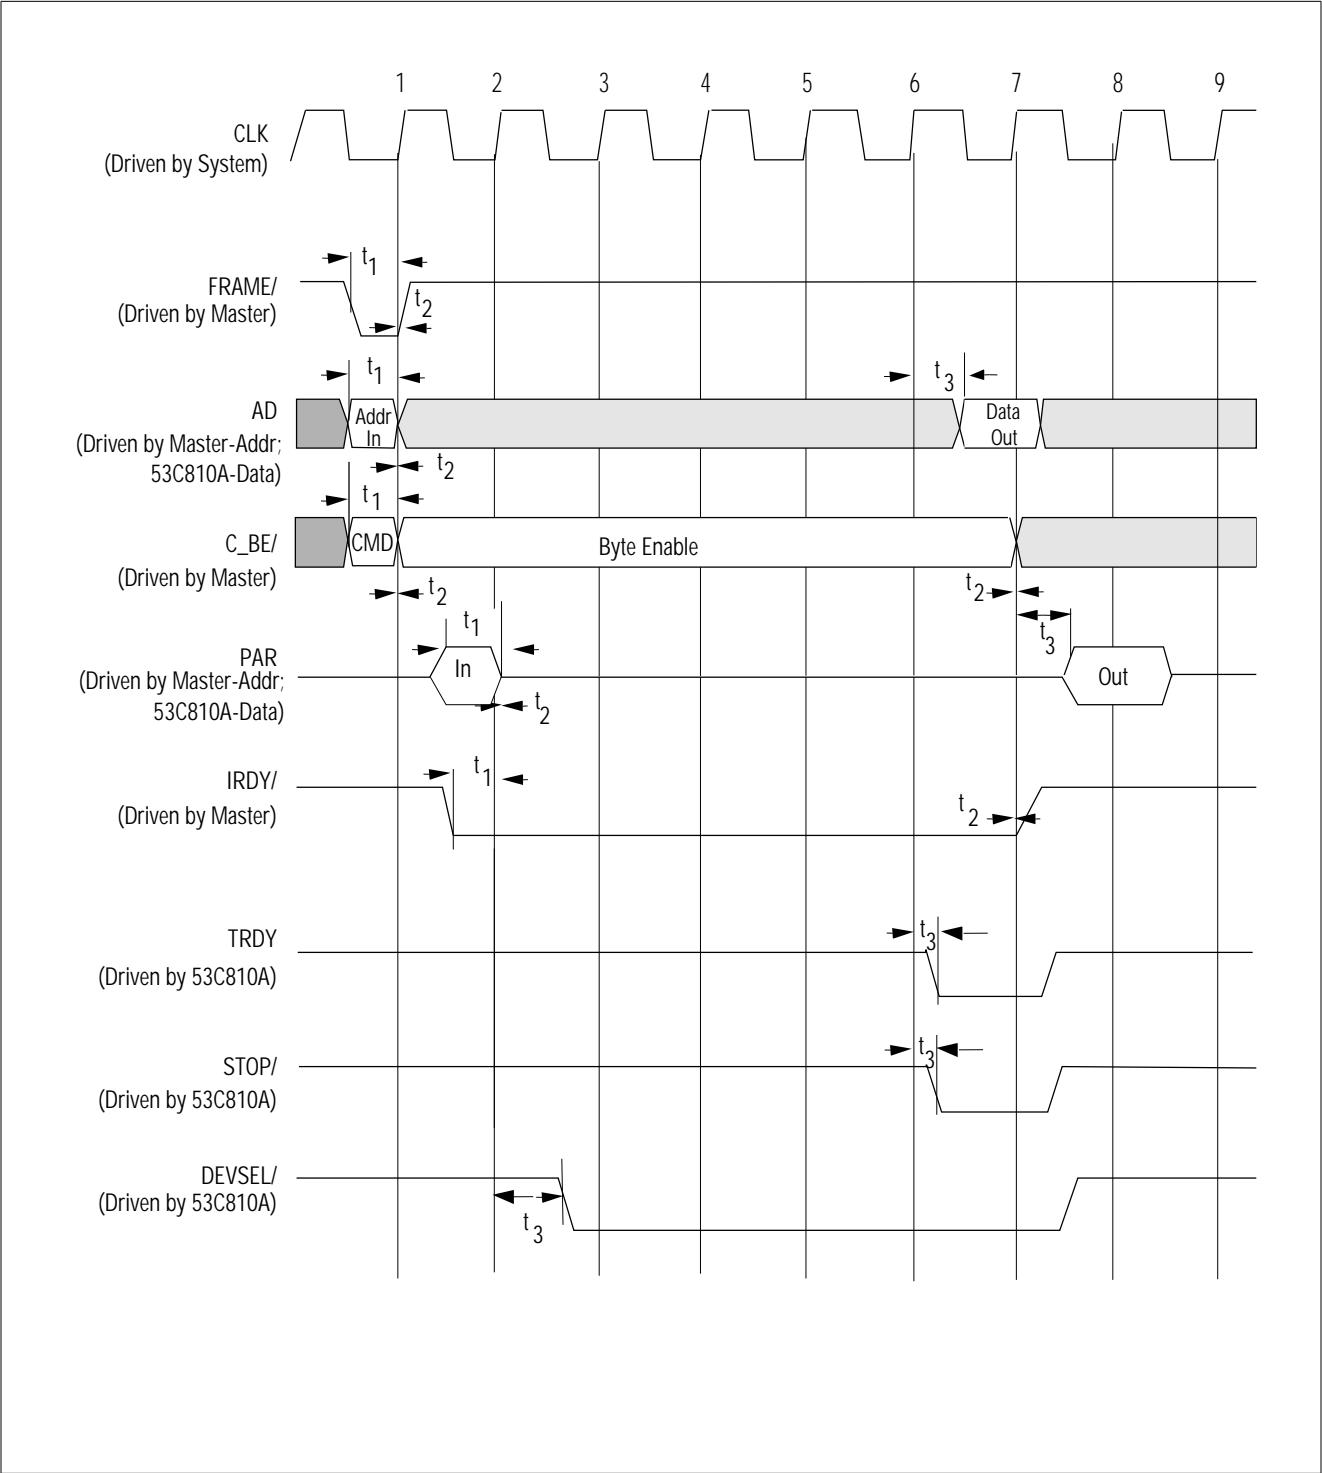 1 2 3 4 5 6 7 8 9
CLK
(Driven by System)
t1
FRAME/
(Driven by Master)
t2
t1
t3
AD
(Driven by Master-Addr;
53C810A-Data)
Addr
In
Data
Out
t2
t1
C_BE/
(Driven by Master)
CMD
Byte Enable
t2
t2
t1
t3
PAR
(Driven by Master-Addr;
53C810A-Data)
In
Out
t2
t1
IRDY/
(Driven by Master)
t2
TRDY
(Driven by 53C810A)
t3
STOP/
(Driven by 53C810A)
t3
DEVSEL/
(Driven by 53C810A)
t3